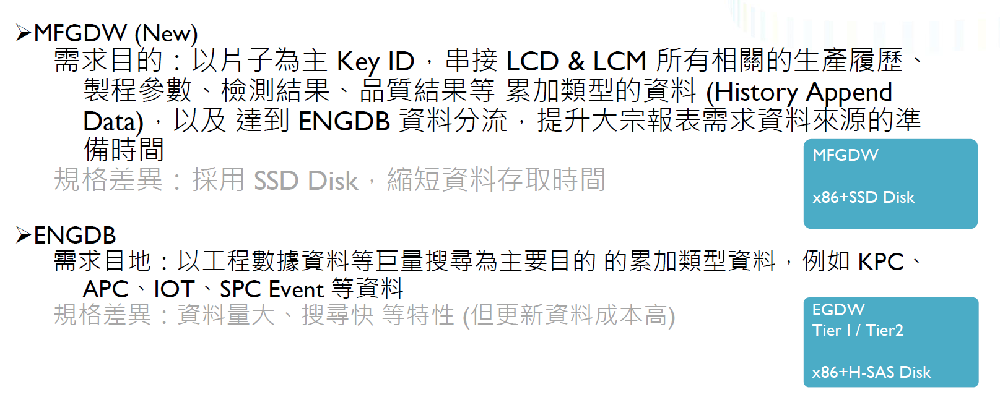 ➢MFGDW (New)
需求目的：以片子為主 Key ID，串接 LCD & LCM 所有相關的生產履歷、
製程參數、檢測結果、品質結果等 累加類型的資料 (History Append
Data)，以及 達到 ENGDB 資料分流，提升大宗報表需求資料來源的準
備時間
規格差異：採用 SSD Disk，縮短資料存取時間
MFGDW
x86+SSD Disk
➢ENGDB
需求目地：以工程數據資料等巨量搜尋為主要目的 的累加類型資料，例如 KPC、
APC、IOT、SPC Event 等資料
規格差異：資料量大、搜尋快 等特性 (但更新資料成本高)
EGDW
Tier 1 / Tier2
x86+H-SAS Disk